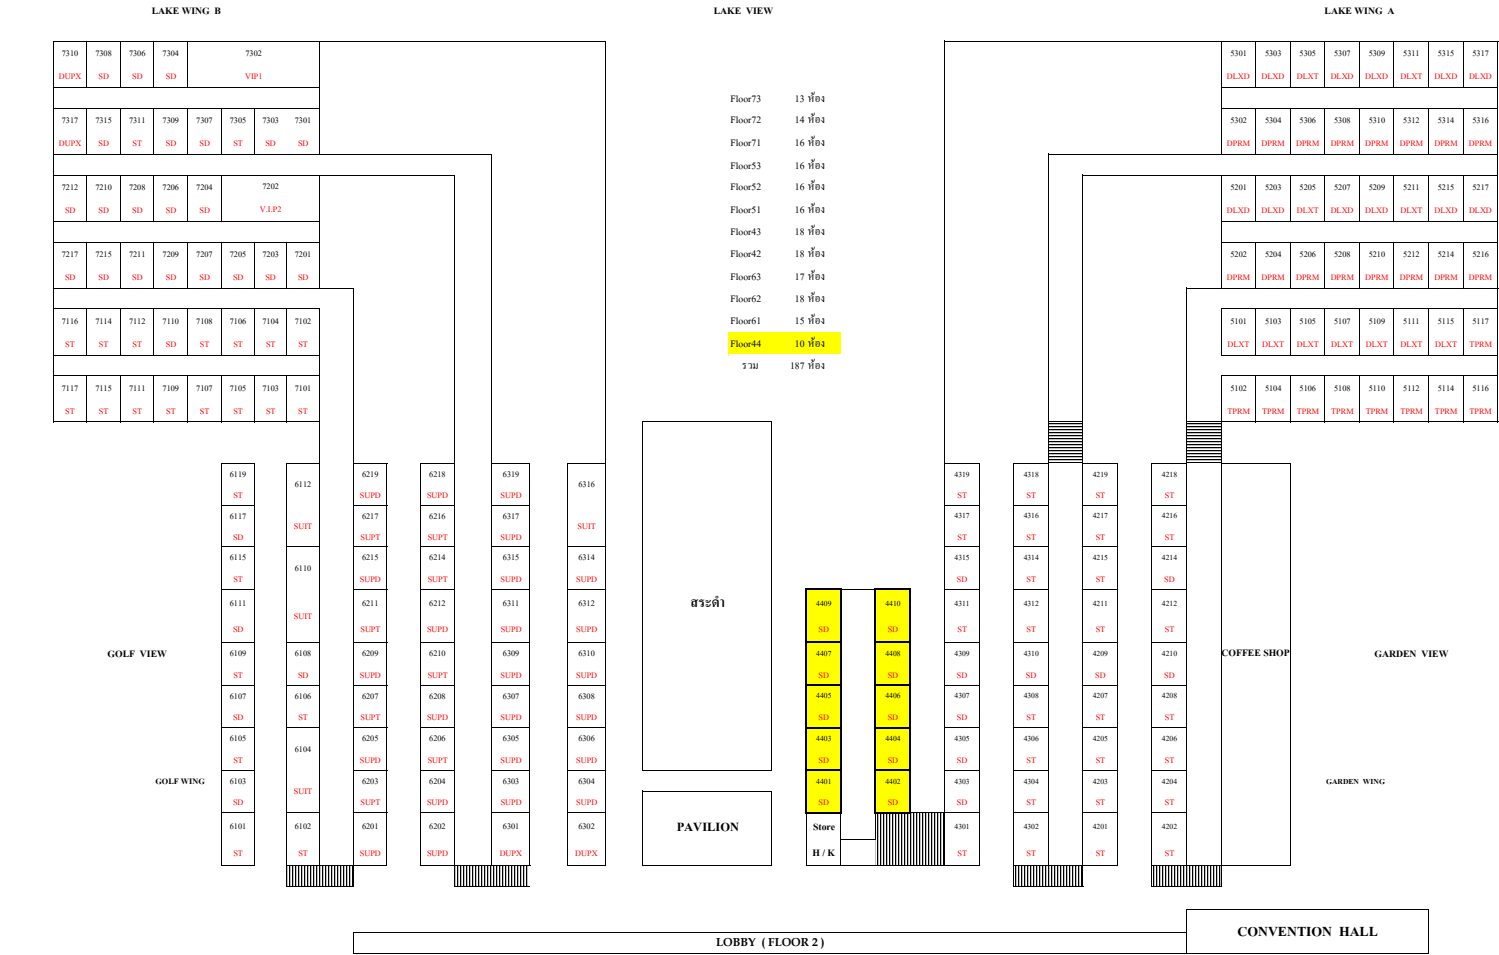 LAKE WING B LAKE VIEW LAKE WING A
7310 7308 7306 7304 7302 5301 5303 5305 5307 5309 5311 5315 5317
DUPX SD SD SD VIP1 DLXD DLXD DLXT DLXD DLXD DLXT DLXD DLXD
Floor73 13 ห้อง
7317 7315 7311 7309 7307 7305 7303 7301 Floor72 14 ห้อง 5302 5304 5306 5308 5310 5312 5314 5316
DUPX SD ST SD SD ST SD SD Floor71 16 ห้อง DPRM DPRM DPRM DPRM DPRM DPRM DPRM DPRM
Floor53 16 ห้อง
7212 7210 7208 7206 7204 7202 Floor52 16 ห้อง 5201 5203 5205 5207 5209 5211 5215 5217
SD SD SD SD SD V.I.P2 Floor51 16 ห้อง DLXD DLXD DLXT DLXD DLXD DLXT DLXD DLXD
Floor43 18 ห้อง
7217 7215 7211 7209 7207 7205 7203 7201 Floor42 18 ห้อง 5202 5204 5206 5208 5210 5212 5214 5216
SD SD SD SD SD SD SD SD Floor63 17 ห้อง DPRM DPRM DPRM DPRM DPRM DPRM DPRM DPRM
Floor62 18 ห้อง
7116 7114 7112 7110 7108 7106 7104 7102 Floor61 15 ห้อง 5101 5103 5105 5107 5109 5111 5115 5117
ST ST ST SD ST ST ST ST Floor44 10 ห้อง DLXT DLXT DLXT DLXT DLXT DLXT DLXT TPRM
รวม 187 ห้อง
7117 7115 7111 7109 7107 7105 7103 7101 5102 5104 5106 5108 5110 5112 5114 5116
ST ST ST ST ST ST ST ST TPRM TPRM TPRM TPRM TPRM TPRM TPRM TPRM
6119 6112 6219 6218 6319 6316 4319 4318 4219 4218
ST SUPD SUPD SUPD ST ST ST ST
6117 6217 6216 6317 4317 4316 4217 4216
SD SUIT SUPT SUPT SUPD SUIT ST ST ST ST
6115 6110 6215 6214 6315 6314 4315 4314 4215 4214
ST SUPD SUPT SUPD SUPD SD ST ST SD
6111 6211 6212 6311 6312 สระดำ 4409 4410 4311 4312 4211 4212
SD SUIT SUPT SUPD SUPD SUPD SD SD ST ST ST ST
GOLF VIEW 6109 6108 6209 6210 6309 6310 4407 4408 4309 4310 4209 4210 COFFEE SHOP GARDEN VIEW
ST SD SUPD SUPT SUPD SUPD SD SD SD SD SD SD
6107 6106 6207 6208 6307 6308 4405 4406 4307 4308 4207 4208
SD ST SUPT SUPD SUPD SUPD SD SD SD ST ST ST
6105 6104 6205 6206 6305 6306 4403 4404 4305 4306 4205 4206
ST SUPD SUPT SUPD SUPD SD SD SD ST ST ST
GOLF WING 6103 6203 6204 6303 6304 4401 4402 4303 4304 4203 4204 GARDEN WING
SD SUIT SUPT SUPD SUPD SUPD SD SD SD ST ST ST
6101 6102 6201 6202 6301 6302 PAVILION Store 4301 4302 4201 4202
ST ST SUPD SUPD DUPX DUPX H / K ST ST ST ST
CONVENTION HALL
LOBBY ( FLOOR 2 )